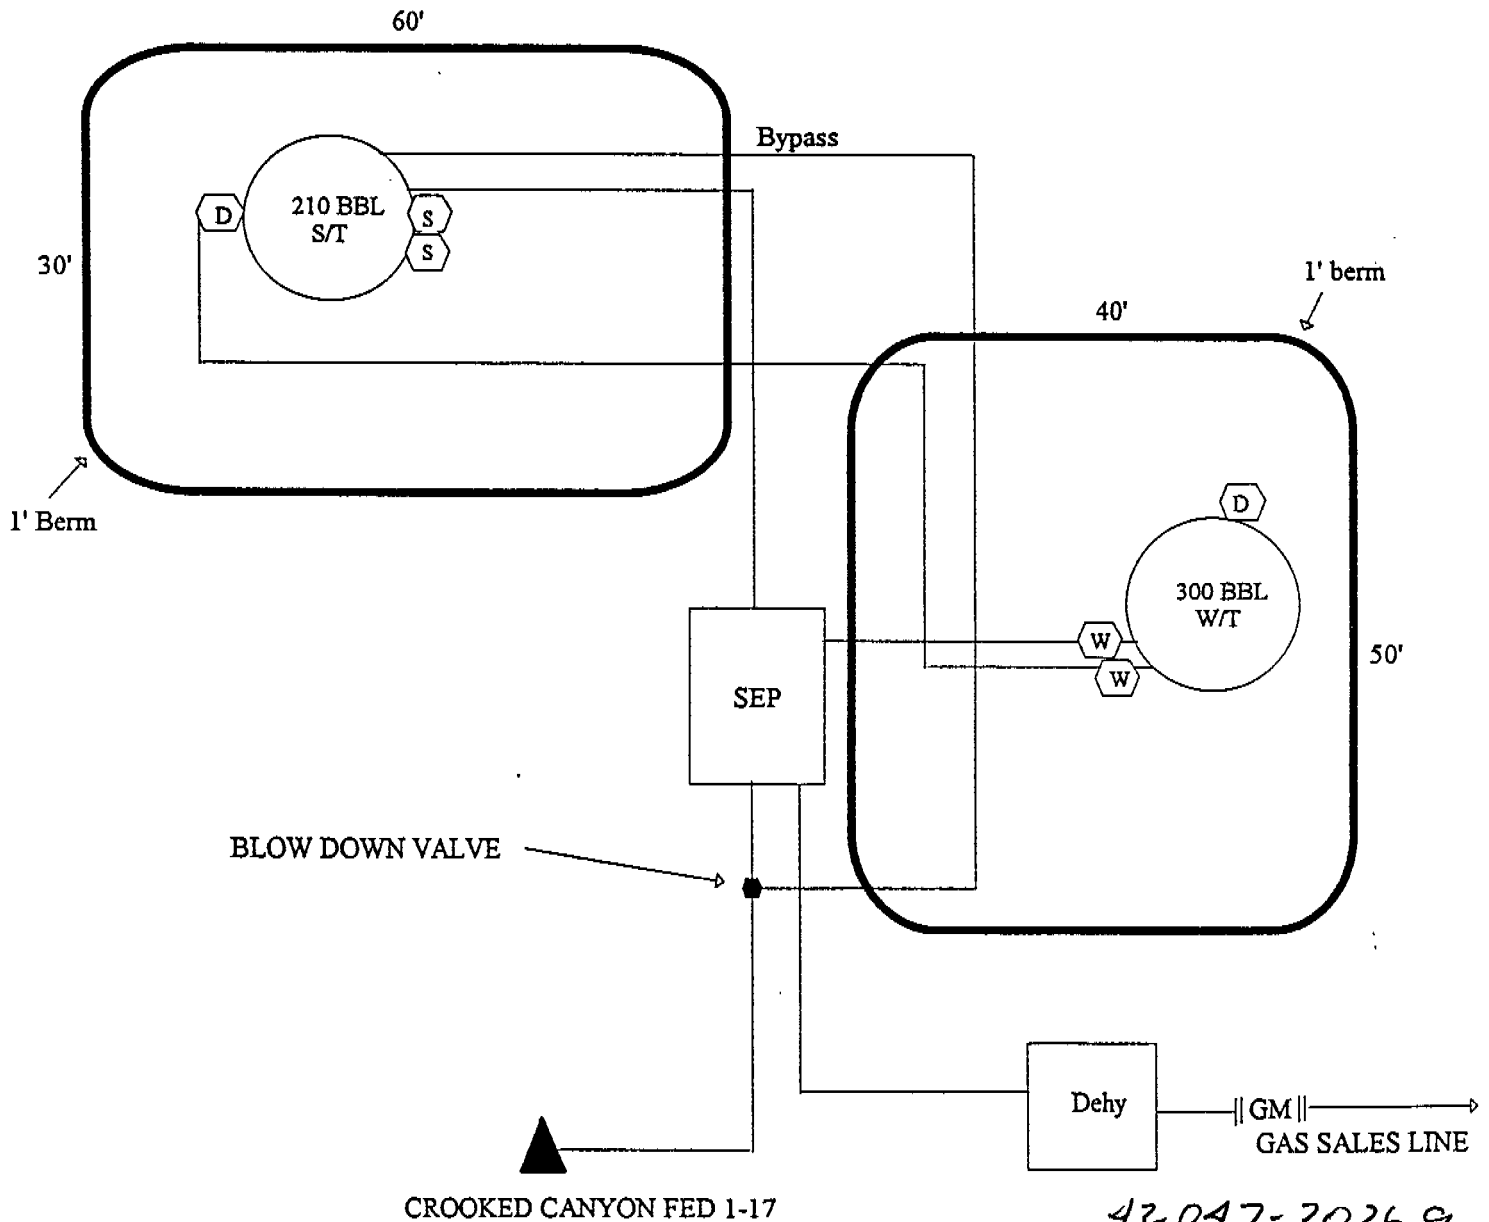 60'
Bypass
210 BBL
S/T
D
S
S
30'
1' berm
40'
1' Berm
D
300 BBL
W/T
W
W
50'
SEP
BLOW DOWN VALVE
Dehy
GM
GAS SALES LINE
CROOKED CANYON FED 1-17